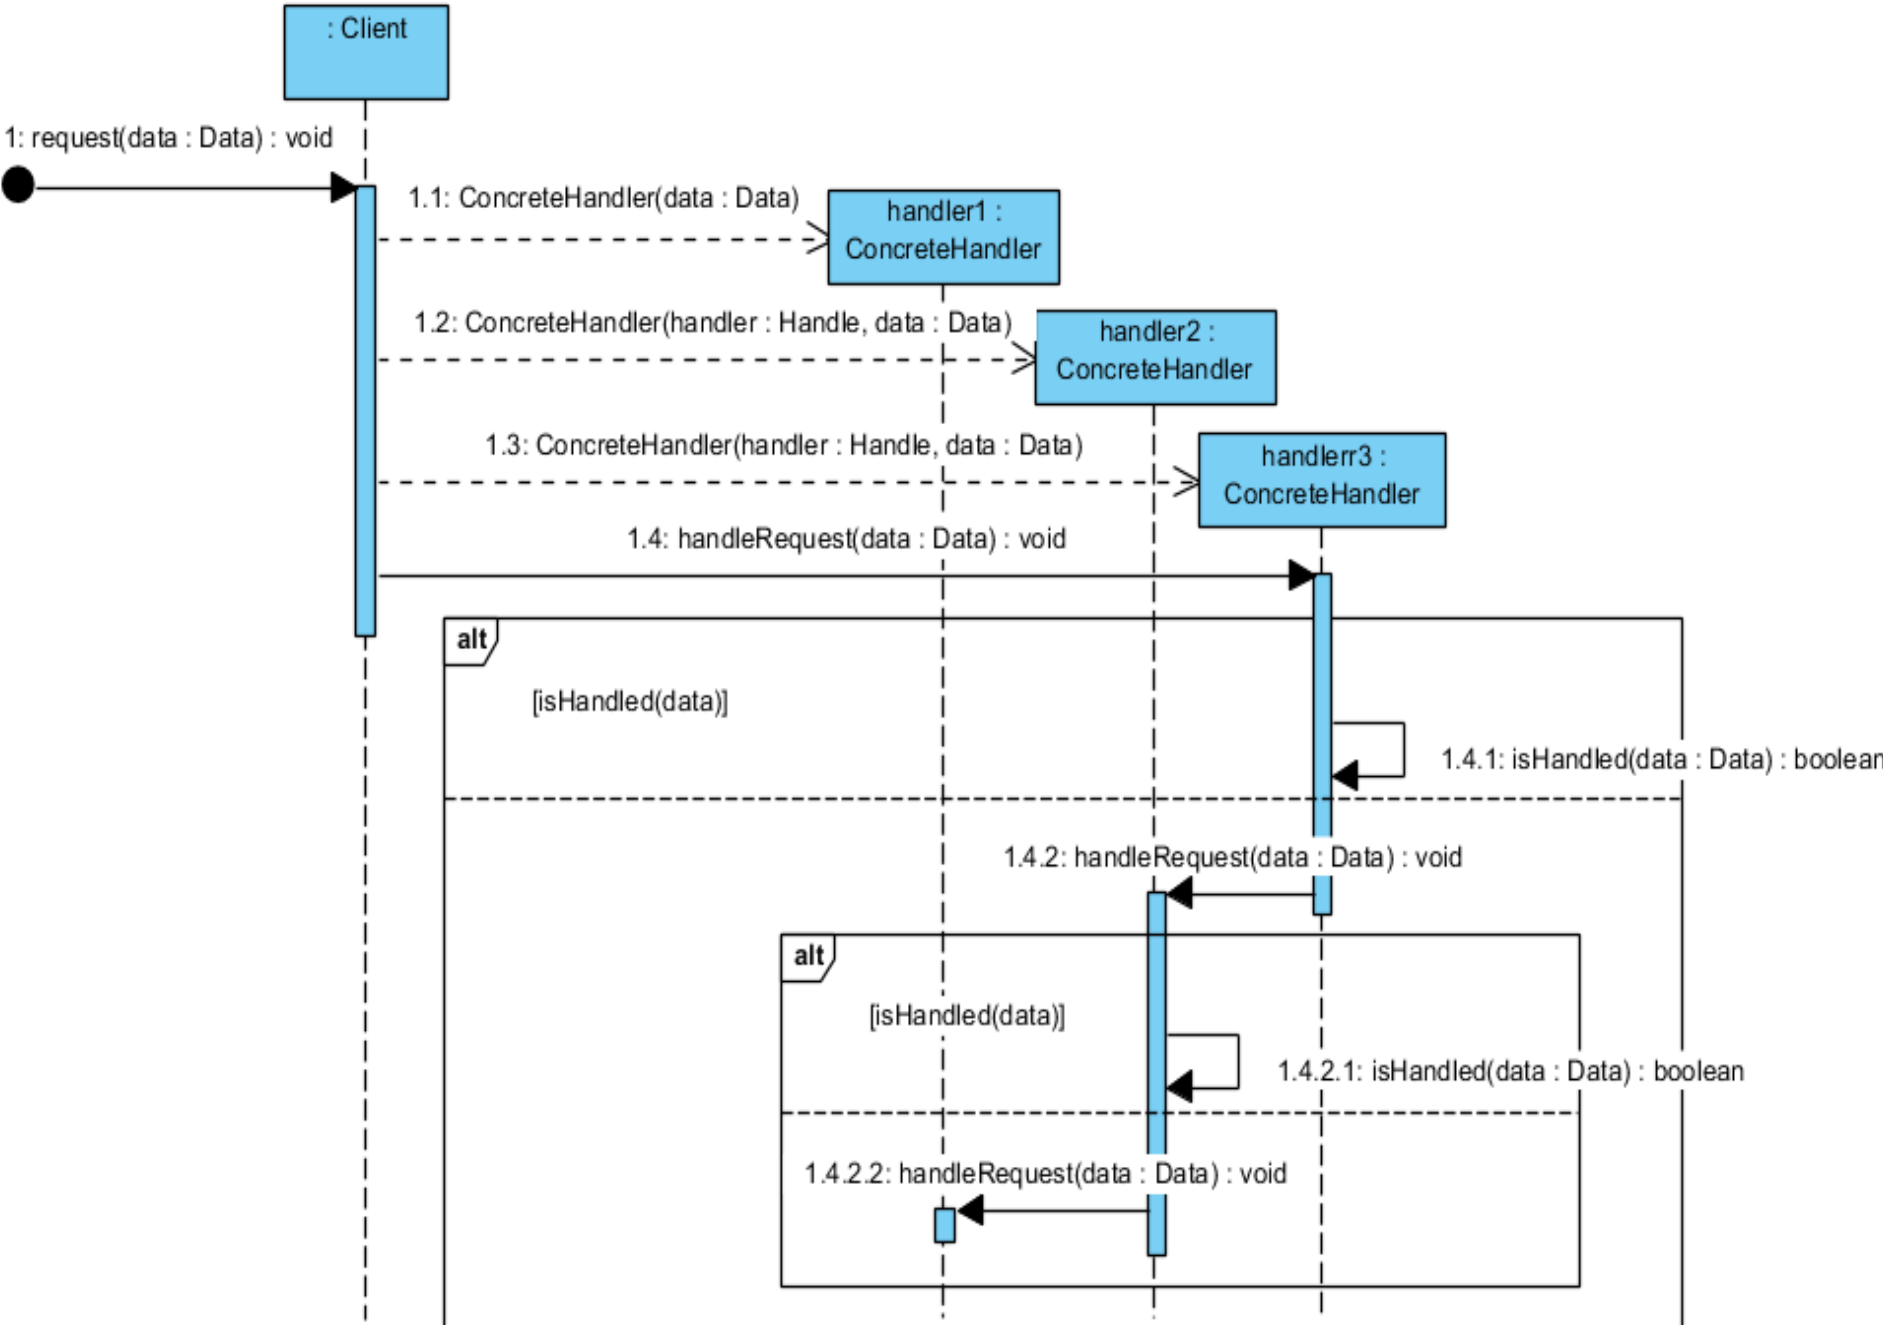 : Client
1: request(data : Data) : void
1.1: ConcreteHandler(data : Data)
handler1 :
ConcreteHandler
1.2: ConcreteHandler(handler : Handle, data : Data)
handler2 :
ConcreteHandler
1.3: ConcreteHandler(handler : Handle, data : Data)
handlerr3 :
ConcreteHandler
1.4: handleRequest(data : Data) : void
alt
[isHandled(data)]
1.4.1: isHandled(data : Data) : boolean
1.4.2: handleRequest(data : Data) : void
alt
[isHandled(data)]
1.4.2.1: isHandled(data : Data) : boolean
1.4.2.2: handleRequest(data : Data) : void